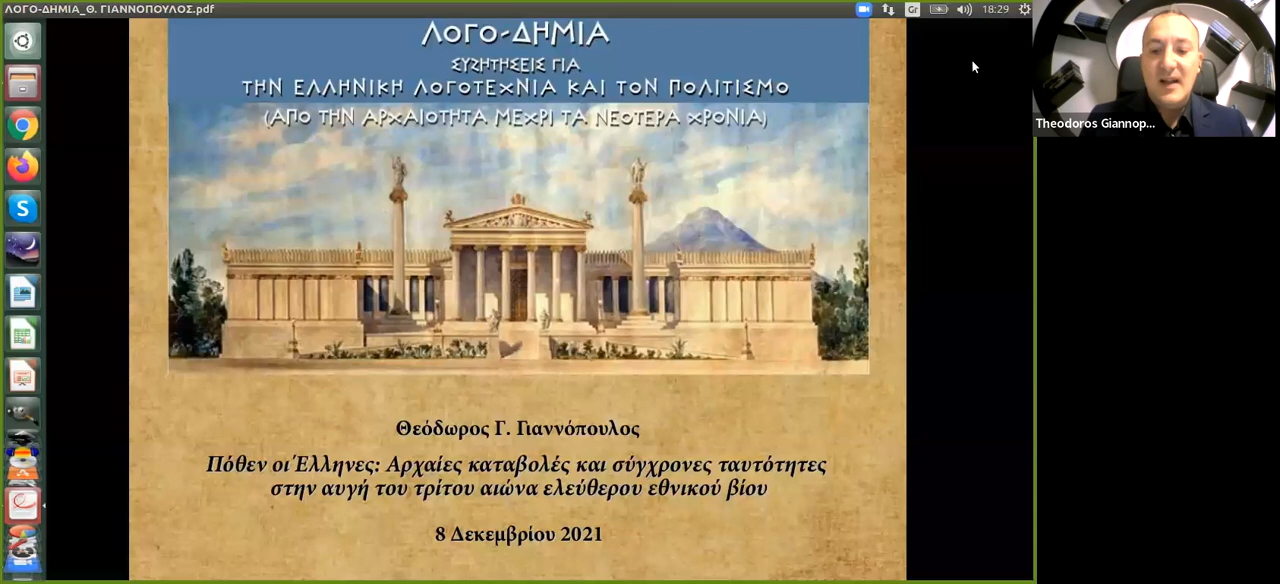 ΛΟΓΟ-ΔΗΜΙΑ_Θ. ΓΙΑΝΝΟΠΟΥΛΟΣ.pdf
Gr
18:29
ΛΟΓΟ-ΔΗΜΙΑ
ΣΥΖΗΤΗΣΕΙΣ ΓΙΑ
ΤΗΝ ΕΛΛΗΝΙΚΗ ΛΟΓΟΤΕΧΝΙΑ ΚΑΙ ΤΟΝ ΠΟΛΙΤΙΣΜΟ
(ΑΠΟ ΤΗΝ ΑΡΧΑΙΟΤΗΤΑ ΜΕΧΡΙ ΤΑ ΝΕΟΤΕΡΑ ΧΡΟΝΙΑ)
Theodoros Giannop...
Θεόδωρος Γ. Γιαννόπουλος
Πόθεν οι Έλληνες: Αρχαίες καταβολές και σύγχρονες ταυτότητες
στην αυγή του τρίτου αιώνα ελεύθερου εθνικού βίου
8 Δεκεμβρίου 2021